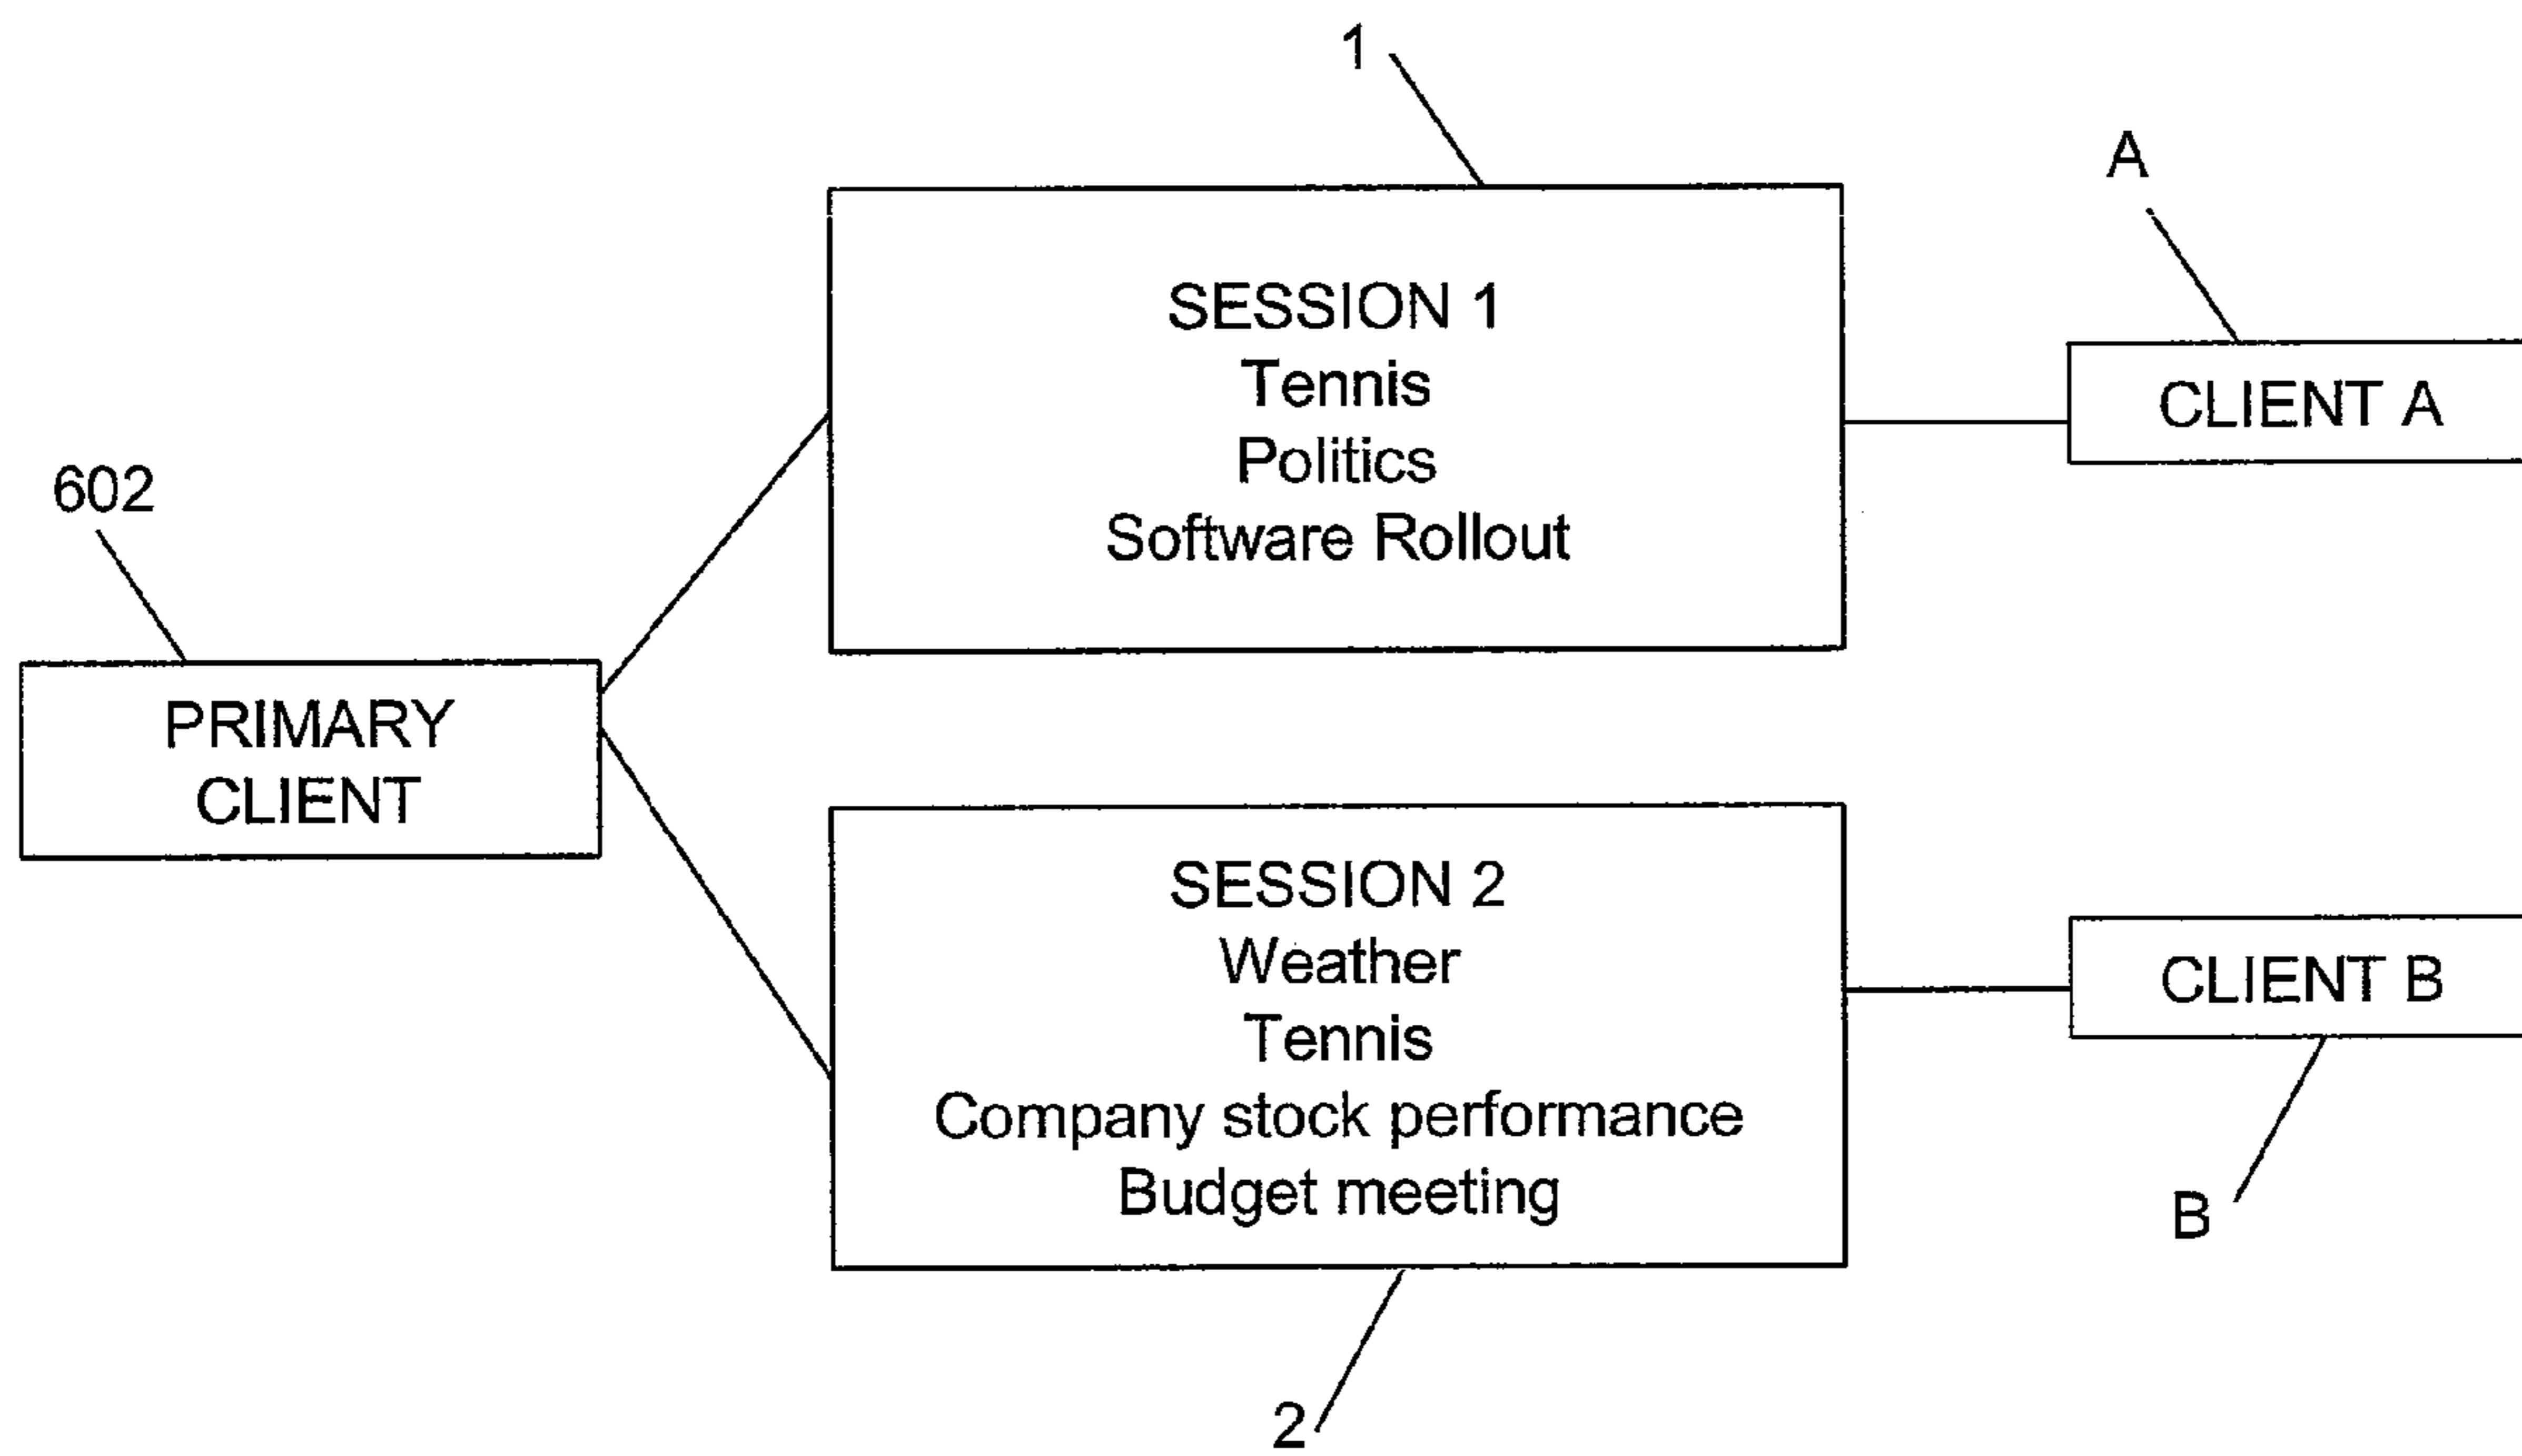 1
A
SESSION 1
Tennis
Politics
Software Rollout
CLIENT A
602
PRIMARY
CLIENT
SESSION 2
Weather
Tennis
Company stock performance
Budget meeting
CLIENT B
B
2